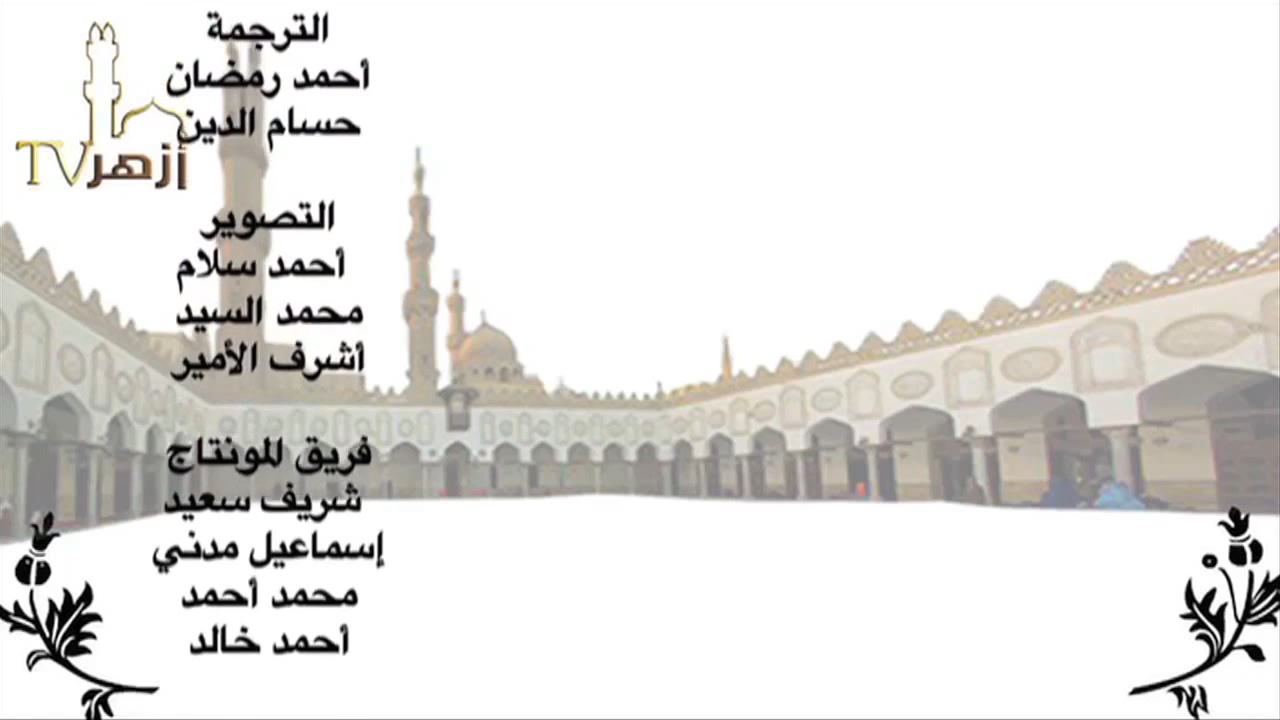 الترجمة
أحمد رمضان
حسام الدين
أزهر TV
التصوير
أحمد سلام
محمد السيد
أشرف الأمير
فريق المونتاج
شريف سعيد
إسماعيل مدني
محمد أحمد
أحمد خالد